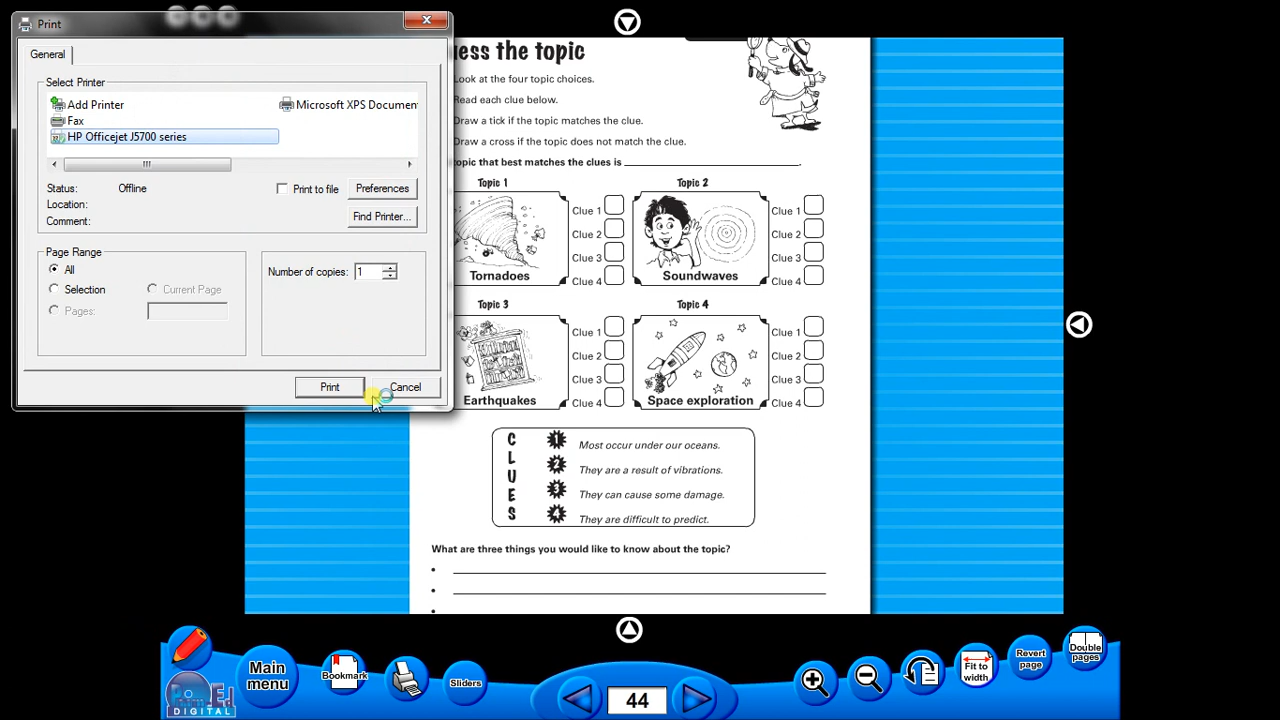 Print
General
Select Printer
Add Printer
Microsoft XPS Documen
Fax
HP Officejet J5700 series
Status: Offline
Print to file
Preferences
Location:
Comment:
Find Printer...
Page Range
All
Selection
Current Page
Pages:
Number of copies: 1
Print
Cancel
ess the topic
Look at the four topic choices.
Read each clue below.
Draw a tick if the topic matches the clue.
Draw a cross if the topic does not match the clue.
topic that best matches the clues is
Topic 1
Clue 1
Clue 2
Clue 3
Clue 4
Tornadoes
Topic 2
Clue 1
Clue 2
Clue 3
Clue 4
Soundwaves
Topic 3
Clue 1
Clue 2
Clue 3
Clue 4
Earthquakes
Topic 4
Clue 1
Clue 2
Clue 3
Clue 4
Space exploration
CLUES
1 Most occur under our oceans.
2 They are a result of vibrations.
3 They can cause some damage.
4 They are difficult to predict.
What are three things you would like to know about the topic?
Main menu
Bookmark
Sliders
44
Fit to width
Revert page
Double pages
DIGITAL